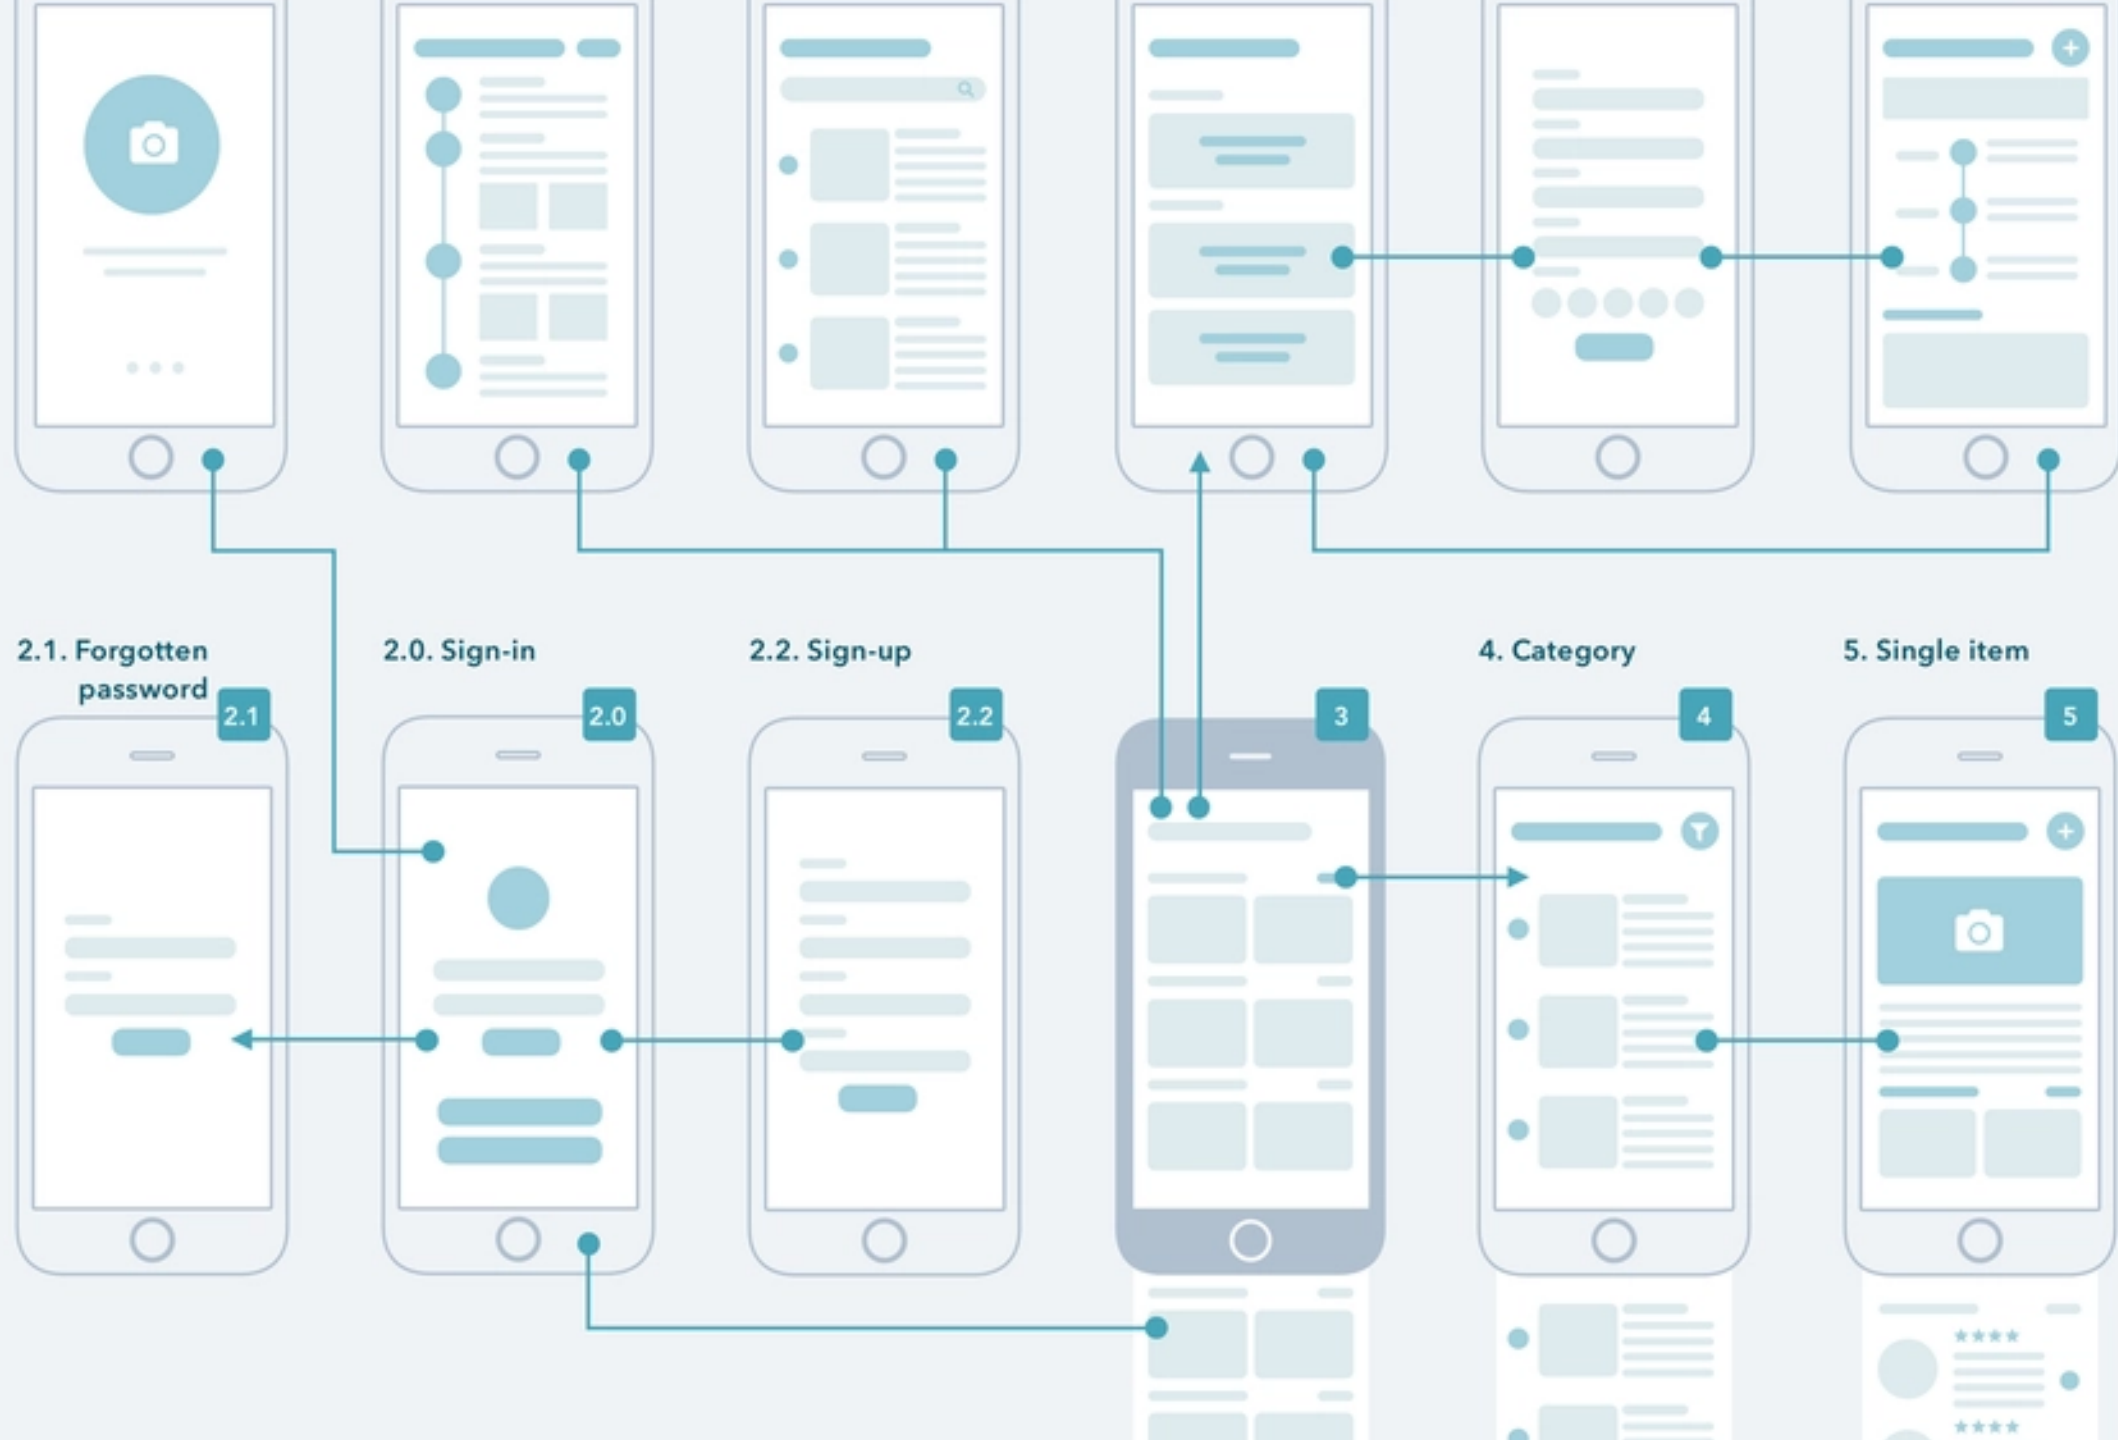 2.1. Forgotten
password
2.0. Sign-in
2.2. Sign-up
4. Category
5. Single item
2.1
2.0
2.2
3
4
5